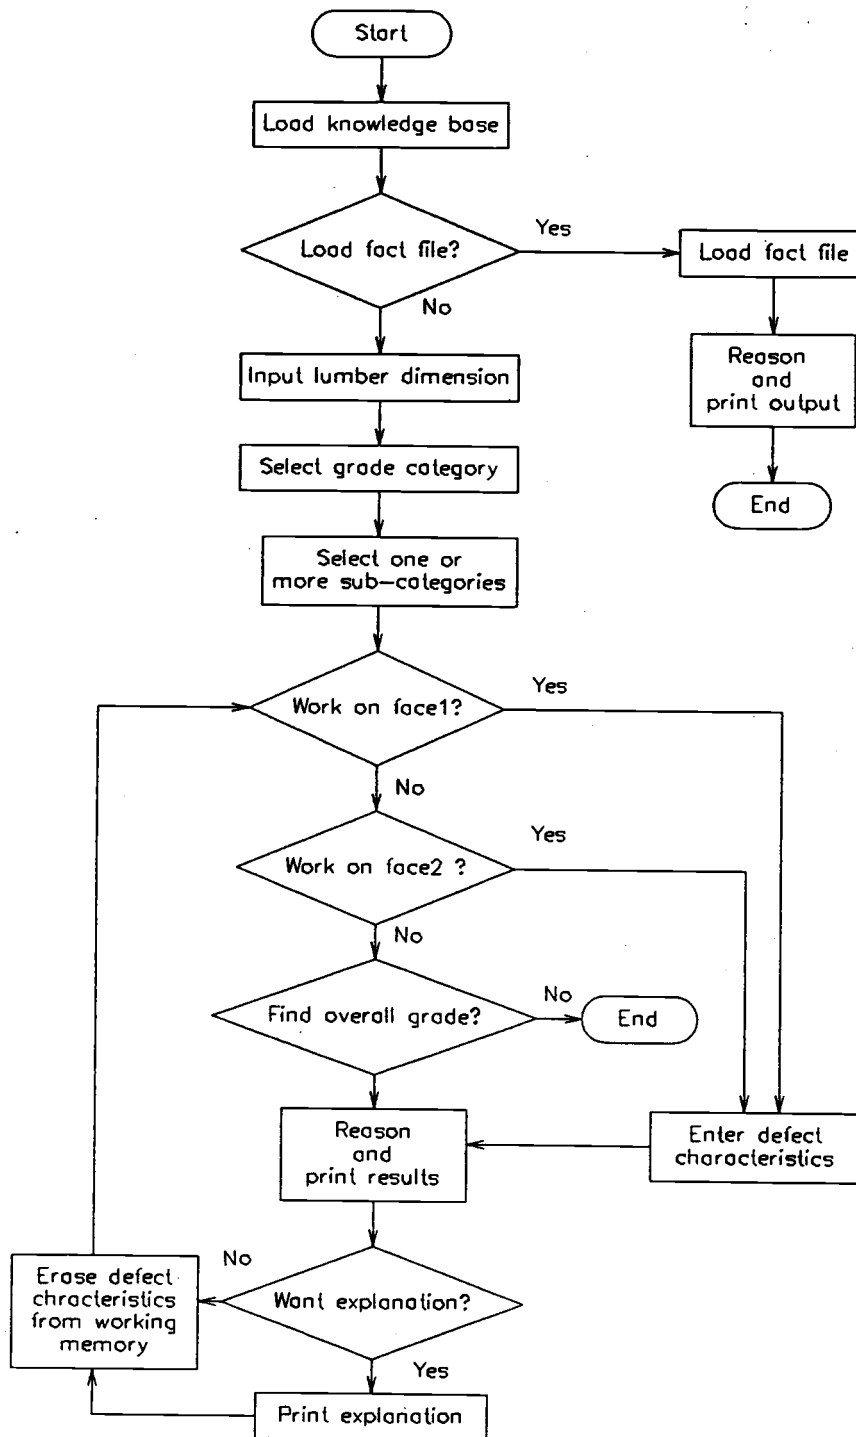 Start
Load knowledge base
Load fact file?
Yes
Load fact file
No
Reason
and
print output
Input lumber dimension
Select grade category
End
Select one or
more sub-categories
Work on face1?
Yes
No
Work on face2 ?
Yes
No
Find overall grade?
No
End
Reason
and
print results
Enter defect
characteristics
No
Erase defect
chracteristics
from working
memory
Want explanation?
Yes
Print explanation